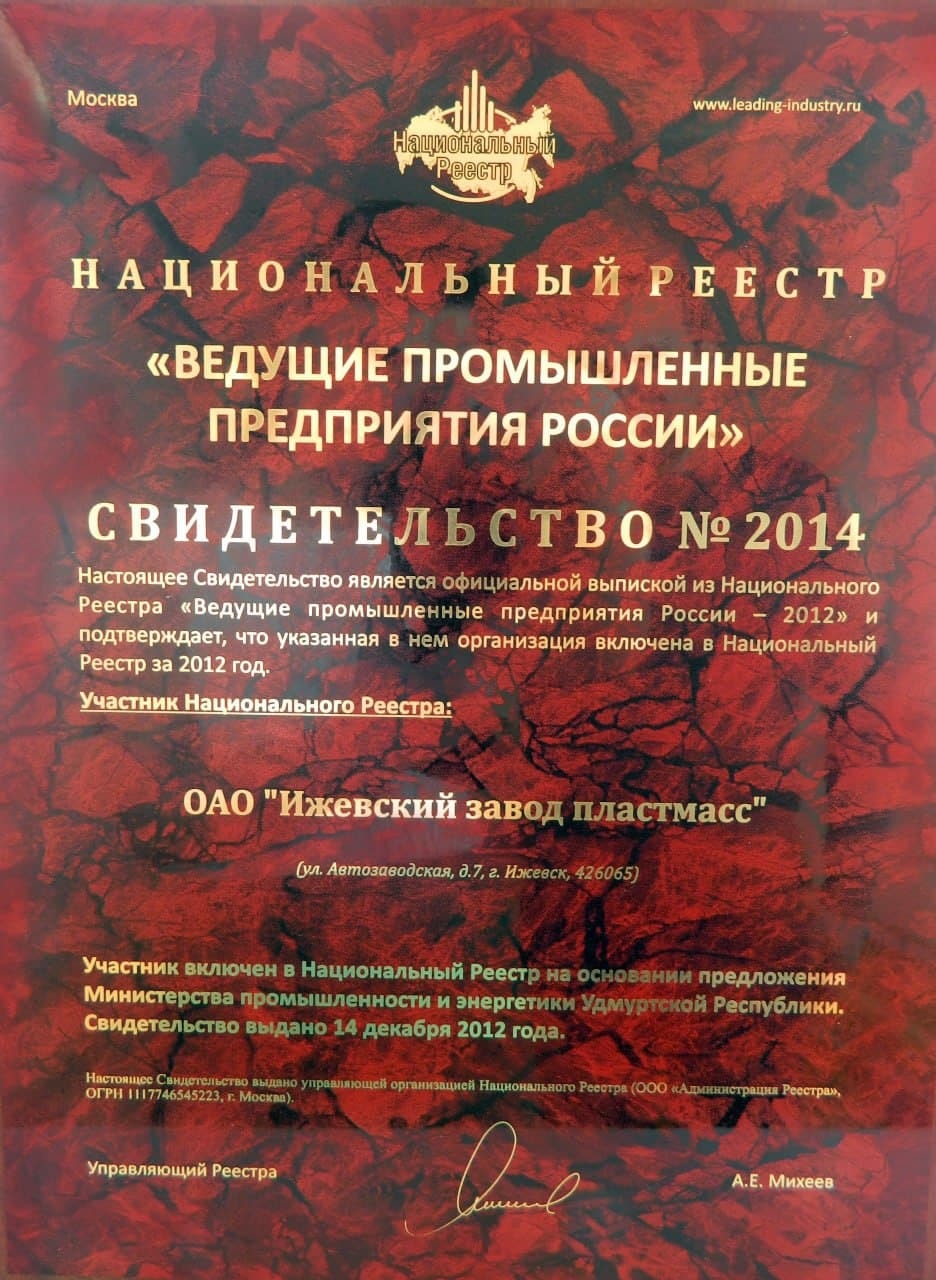 Москва
www.leading-industry.ru
Национальный
Реестр
НАЦИОНАЛЬНЫЙ РЕЕСТР
«ВЕДУЩИЕ ПРОМЫШЛЕННЫЕ
ПРЕДПРИЯТИЯ РОССИИ»
СВИДЕТЕЛЬСТВО № 2014
Настоящее Свидетельство является официальной выпиской из Национального
Реестра «Ведущие промышленные предприятия России – 2012» и
подтверждает, что указанная в нем организация включена в Национальный
Реестр за 2012 год.
Участник Национального Реестра:
ОАО "Ижевский завод пластмасс"
(ул. Автозаводская, д.7, г. Ижевск, 426065)
Участник включен в Национальный Реестр на основании предложения
Министерства промышленности и энергетики Удмуртской Республики.
Свидетельство выдано 14 декабря 2012 года.
Настоящее Свидетельство выдано управляющей организацией Национального Реестра (ООО «Администрация Реестра»,
ОГРН 1117746545223, г. Москва).
Управляющий Реестра
А.Е. Михеев